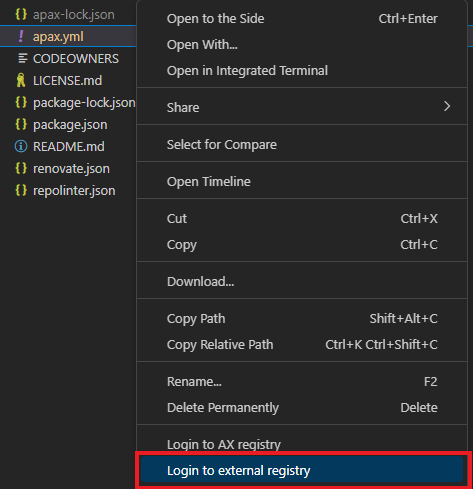 apax-lock.json
apax.yml
CODEOWNERS
LICENSE.md
package-lock.json
package.json
README.md
renovate.json
repolinter.json
Open to the Side Ctrl+Enter
Open With...
Open in Integrated Terminal
Share
Select for Compare
Open Timeline
Cut Ctrl+X
Copy Ctrl+C
Download...
Copy Path Shift+Alt+C
Copy Relative Path Ctrl+K Ctrl+Shift+C
Rename... F2
Delete Permanently Delete
Login to AX registry
Login to external registry